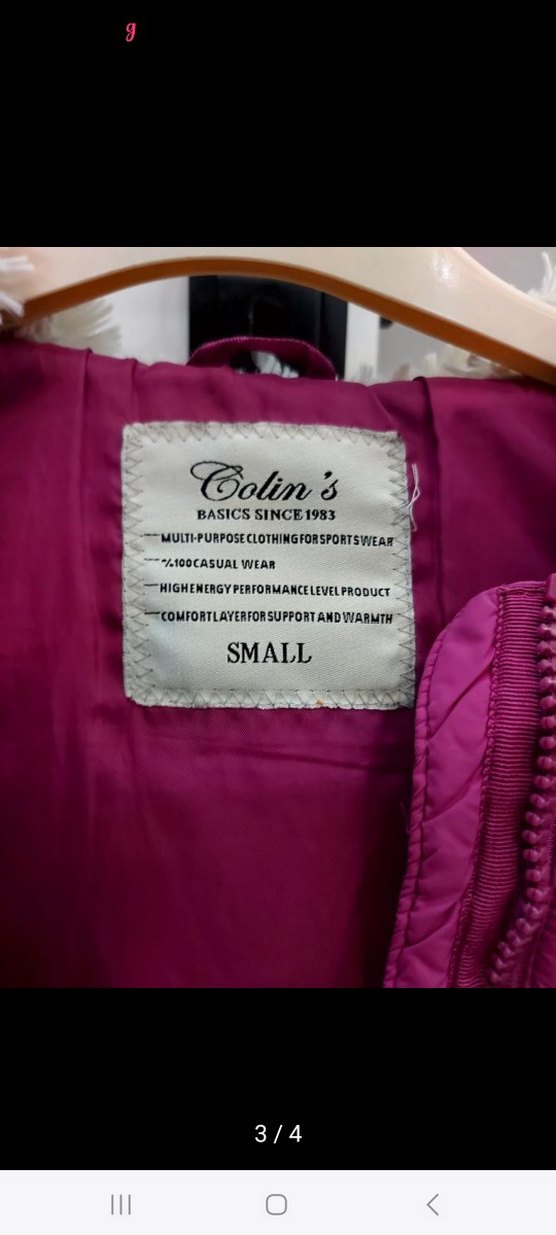 g
Colin's
BASICS SINCE 1983
MULTI-PURPOSE CLOTHING FOR SPORTSWEAR
%100 CASUAL WEAR
HIGH ENERGY PERFORMANCE LEVEL PRODUCT
COMFORT LAYER FOR SUPPORT AND WARMTH
SMALL
3 / 4